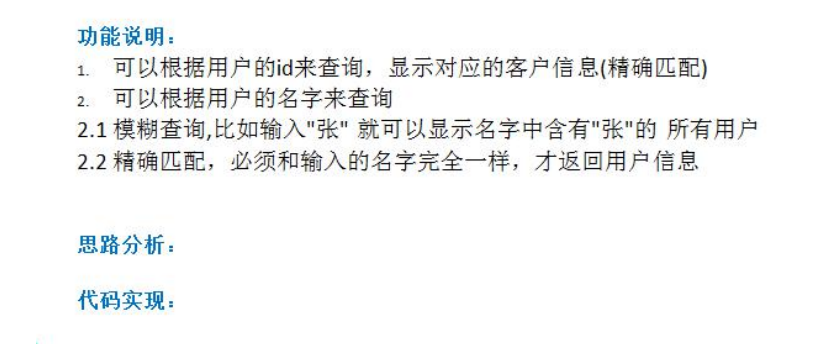 功能说明：
1. 可以根据用户的id来查询，显示对应的客户信息(精确匹配)
2. 可以根据用户的名字来查询
2.1 模糊查询,比如输入"张" 就可以显示名字中含有"张"的 所有用户
2.2 精确匹配，必须和输入的名字完全一样，才返回用户信息
思路分析：
代码实现：